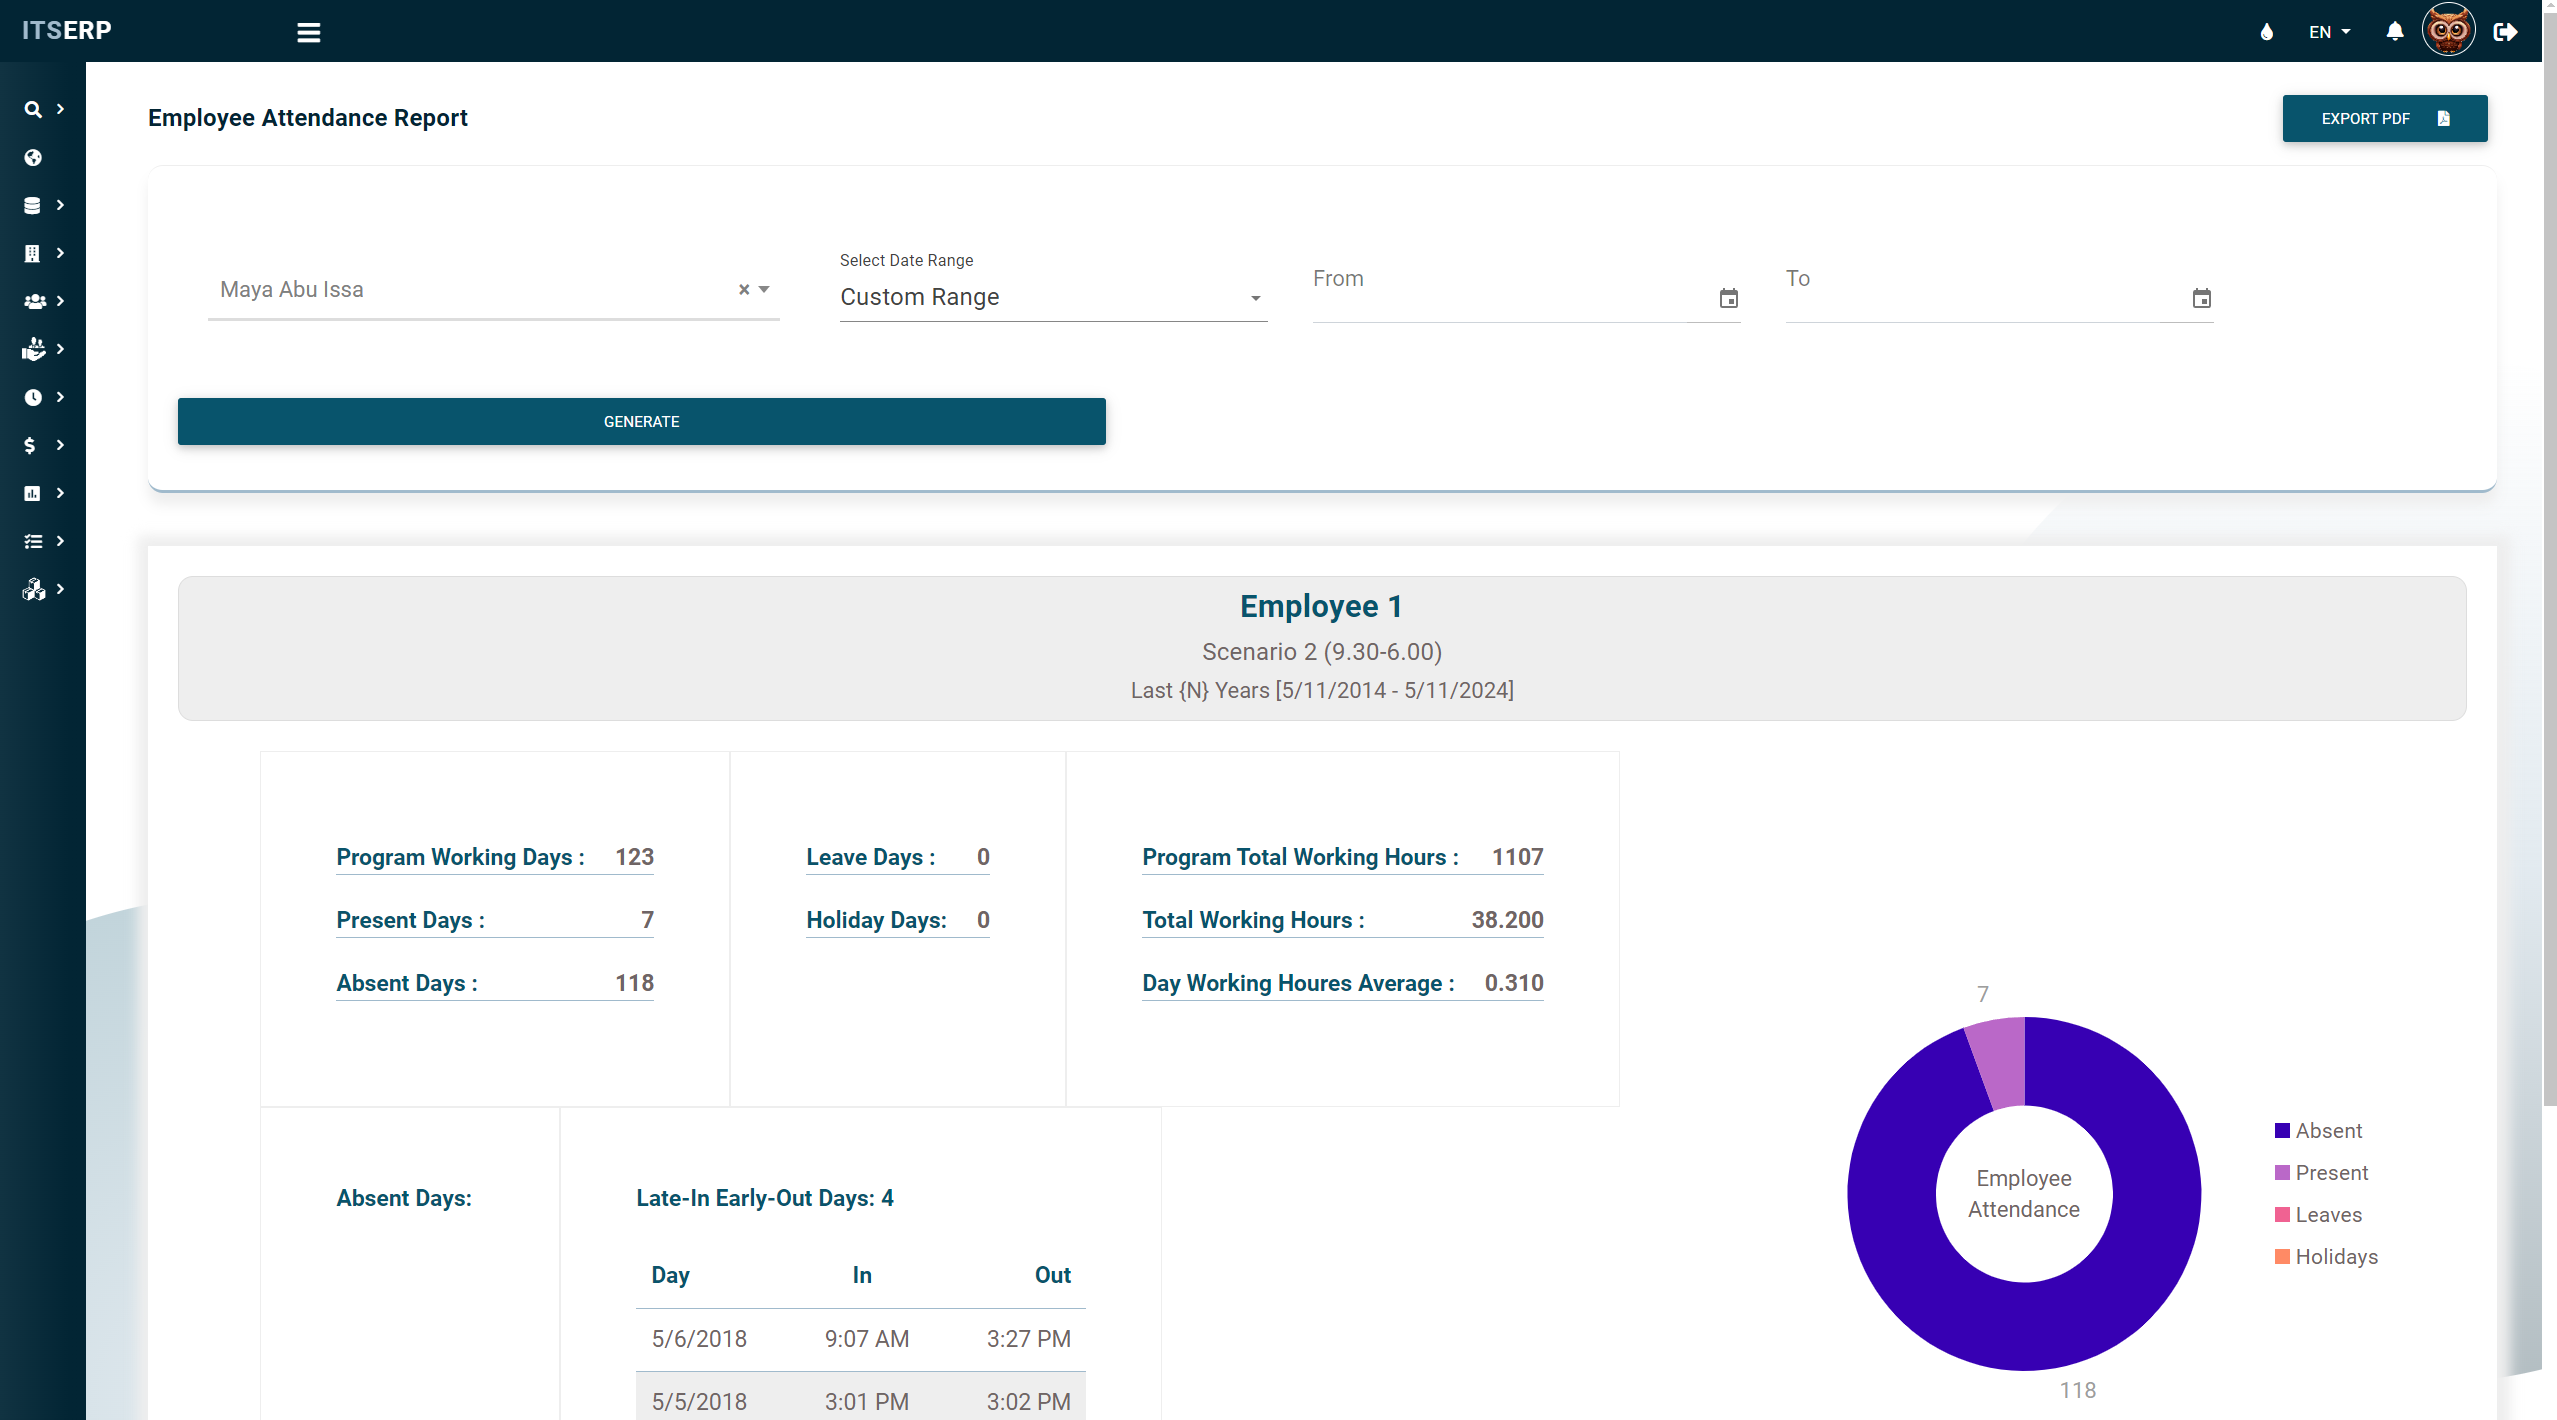 ITSERP
EN
Employee Attendance Report
EXPORT PDF
Maya Abu Issa
Select Date Range
Custom Range
From
To
GENERATE
Employee 1
Scenario 2 (9.30-6.00)
Last {N} Years [5/11/2014 - 5/11/2024]
Program Working Days : 123
Present Days : 7
Absent Days : 118
Leave Days : 0
Holiday Days: 0
Program Total Working Hours : 1107
Total Working Hours : 38.200
Day Working Houres Average : 0.310
Absent Days:
Late-In Early-Out Days: 4
Day In Out
5/6/2018 9:07 AM 3:27 PM
5/5/2018 3:01 PM 3:02 PM
7
Employee
Attendance
118
Absent
Present
Leaves
Holidays